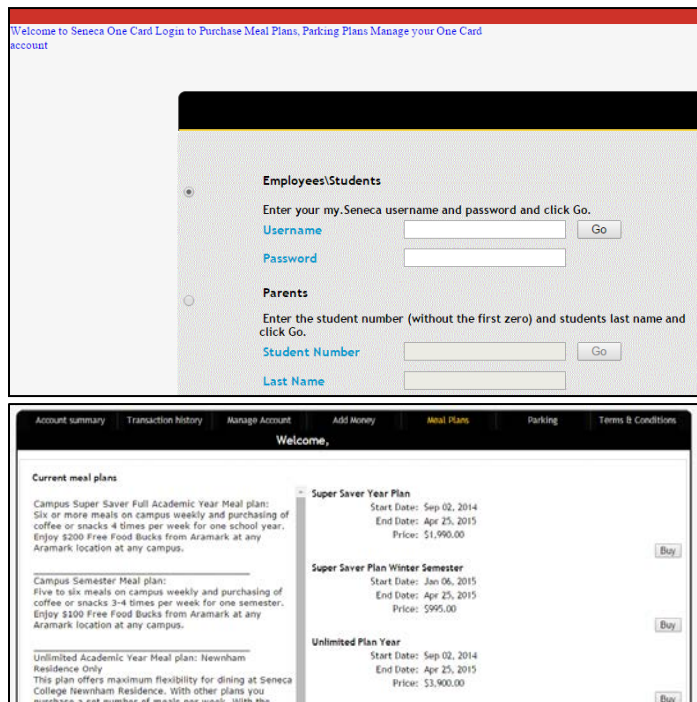 Welcome to Seneca One Card Login to Purchase Meal Plans, Parking Plans Manage your One Card
account
Employees\Students
Enter your my.Seneca username and password and click Go.
Username
Go
Password
Parents
Enter the student number (without the first zero) and students last name and
click Go.
Student Number
Go
Last Name
Account summary
Transaction history
Manage Account
Add Money
Meal Plans
Parking
Terms & Conditions
Welcome,
Current meal plans
Campus Super Saver Full Academic Year Meal plan:
Six or more meals on campus weekly and purchasing of
coffee or snacks 4 times per week for one school year.
Enjoy $200 Free Food Bucks from Aramark at any
Aramark location at any campus.
Campus Semester Meal plan:
Five to six meals on campus weekly and purchasing of
coffee or snacks 3-4 times per week for one semester.
Enjoy $100 Free Food Bucks from Aramark at any
Aramark location at any campus.
Unlimited Academic Year Meal plan: Newnham
Residence Only
This plan offers maximum flexibility for dining at Seneca
College Newnham Residence. With other plans you
purchase a set number of meals per week. With the
Super Saver Year Plan
Start Date: Sep 02, 2014
End Date: Apr 25, 2015
Price: $1,990.00
Buy
Super Saver Plan Winter Semester
Start Date: Jan 06, 2015
End Date: Apr 25, 2015
Price: $995.00
Buy
Unlimited Plan Year
Start Date: Sep 02, 2014
End Date: Apr 25, 2015
Price: $3,900.00
Buy